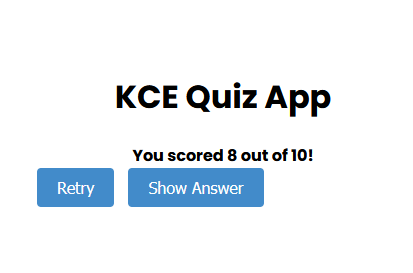 KCE Quiz App
You scored 8 out of 10!
Retry Show Answer